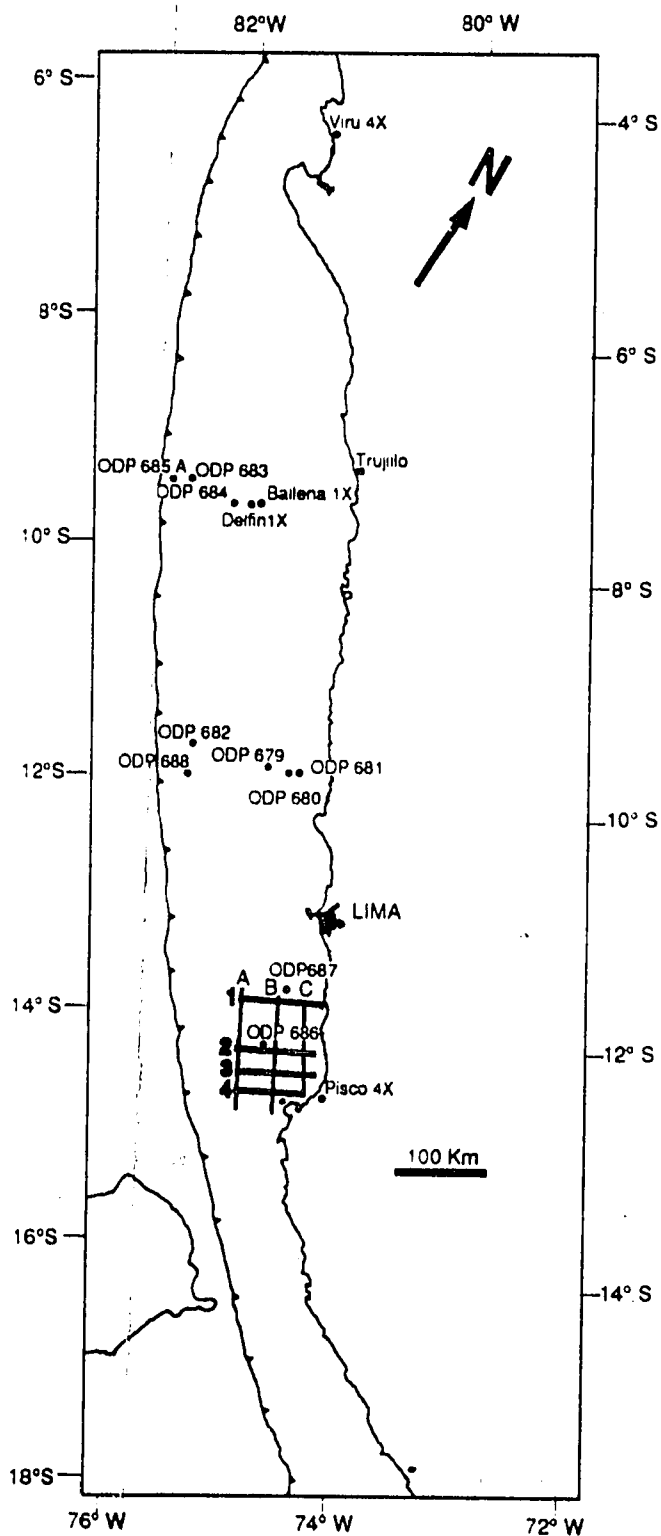 82°W 80° W
6° S
Viru 4X
4° S
N
8°S
6° S
Trujillo
ODP 685 A ODP 683
ODP 684 Ballena 1X
Delfin1X
10° S
8° S
ODP 682
ODP 679
ODP 688 ODP 681
12° S
ODP 680
10° S
LIMA
ODP687
A B C
1
14° S
ODP 686
2
12° S
3
4
Pisco 4X
100 Km
16°S
14° S
18°S
76° W 74° W 72° W